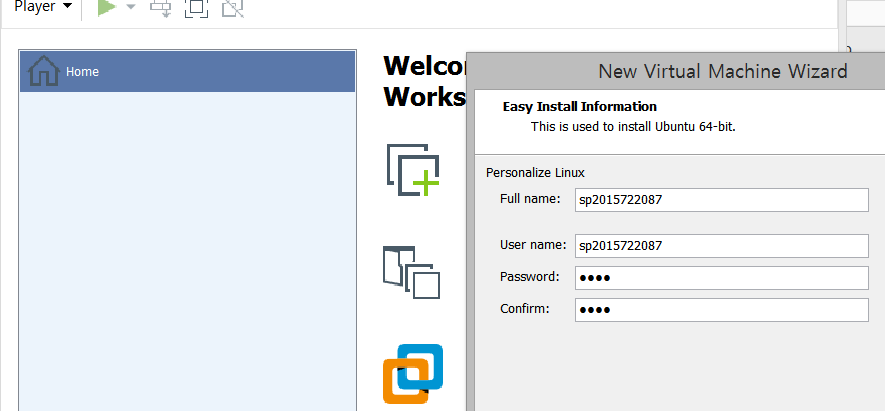 Player
Home
Welco
Works
New Virtual Machine Wizard
Easy Install Information
This is used to install Ubuntu 64-bit.
Personalize Linux
Full name: sp2015722087
User name: sp2015722087
Password: ●●●●
Confirm: ●●●●